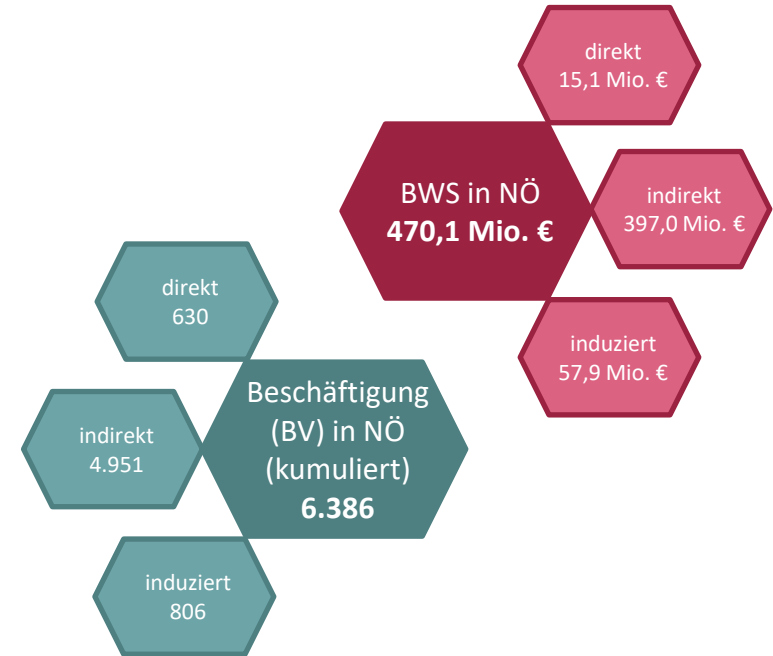 direkt
15,1 Mio. €
BWS in NÖ
470,1 Mio. €
indirekt
397,0 Mio. €
induziert
57,9 Mio. €
direkt
630
Beschäftigung
(BV) in NÖ
(kumuliert)
6.386
indirekt
4.951
induziert
806